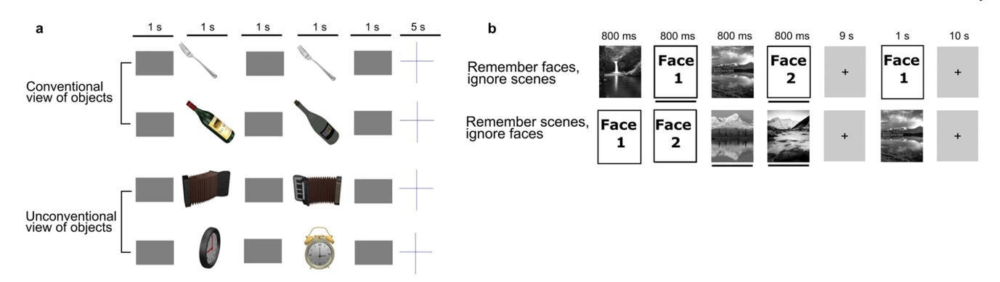 a
1 s 1 s 1 s 1 s 1 s 5 s
Conventional
view of objects
Unconventional
view of objects
b
800 ms 800 ms 800 ms 800 ms 9 s 1 s 10 s
Remember faces,
ignore scenes
Face
1
Face
2
+
Face
1
+
Remember scenes,
ignore faces
Face
1
Face
2
+
+